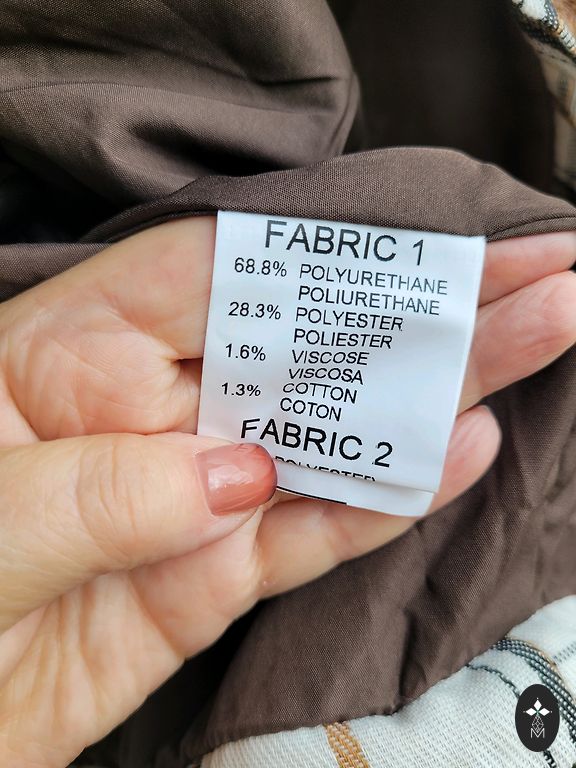 FABRIC 1
68.8% POLYURETHANE
POLIURETHANE
28.3% POLYESTER
POLIESTER
1.6% VISCOSE
VISCOSA
1.3% COTTON
COTON
FABRIC 2
POLYESTER